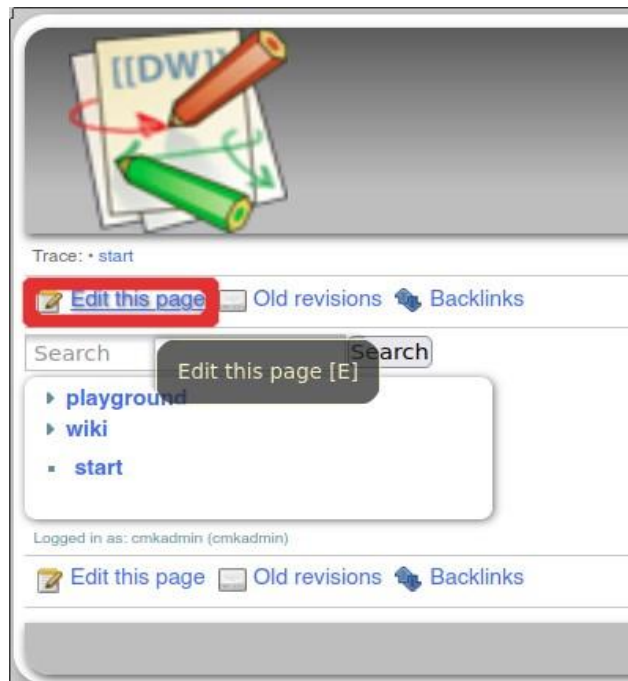 [[DW]]
Trace: • start
Edit this page Old revisions Backlinks
Search Search
Edit this page [E]
playground
wiki
start
Logged in as: cmkadmin (cmkadmin)
Edit this page Old revisions Backlinks